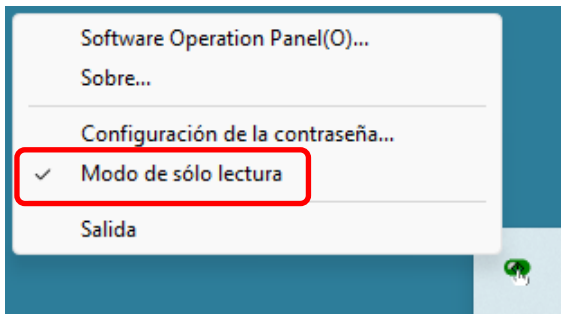 Software Operation Panel(O)...
Sobre...
Configuración de la contraseña...
Modo de sólo lectura
Salida